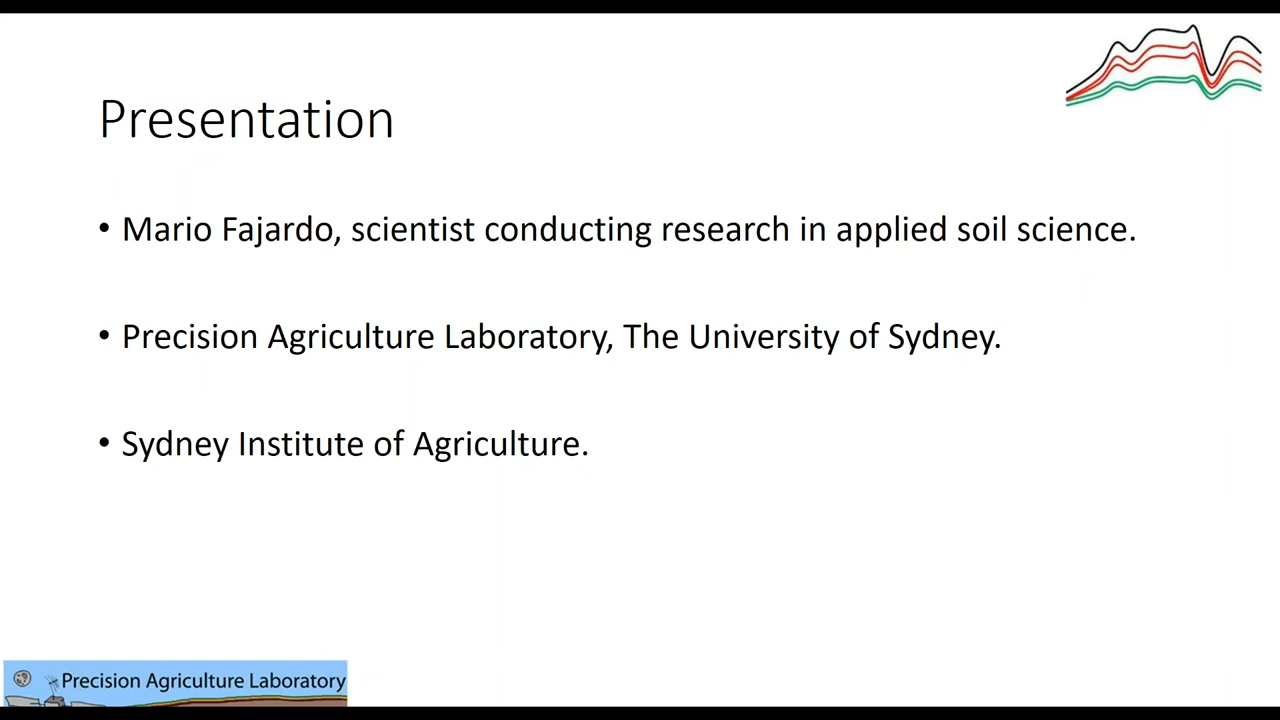 Presentation
• Mario Fajardo, scientist conducting research in applied soil science.
• Precision Agriculture Laboratory, The University of Sydney.
• Sydney Institute of Agriculture.
Precision Agriculture Laboratory